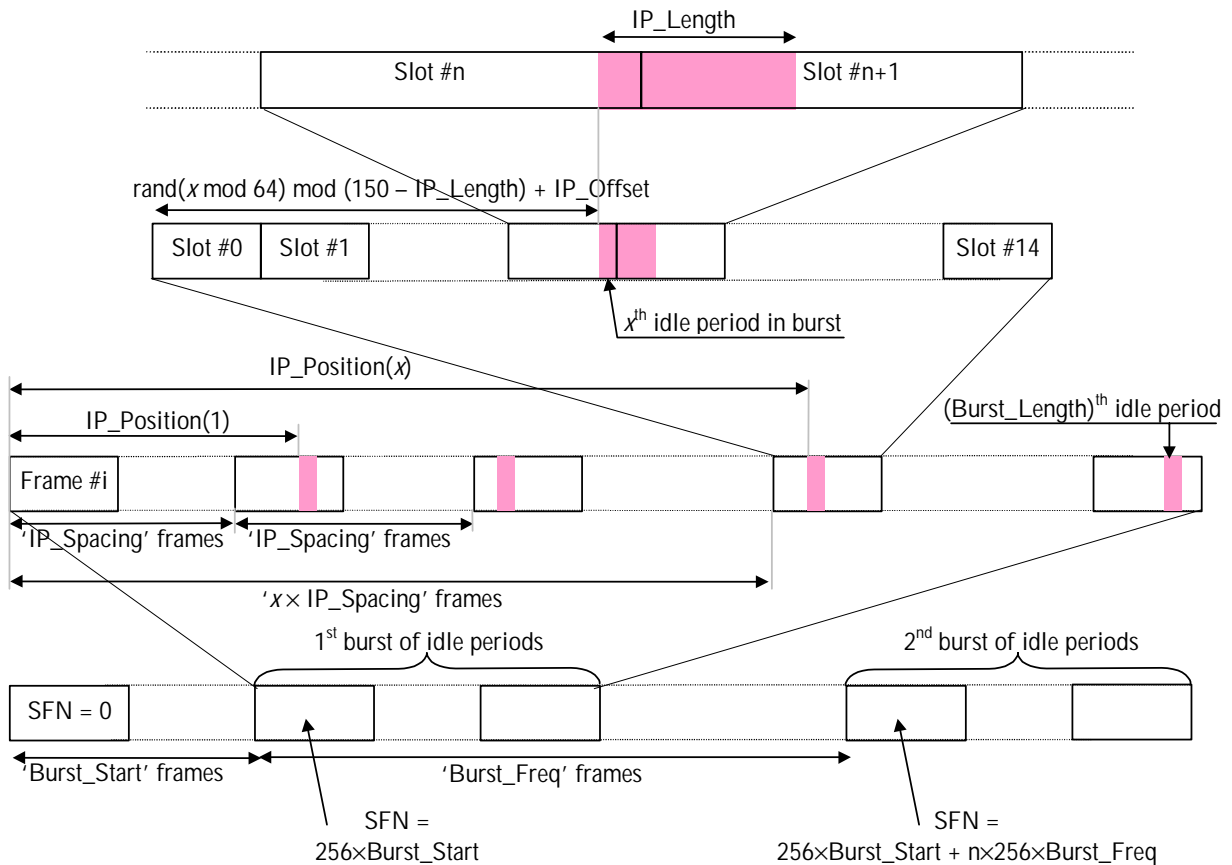 IP_Length
Slot #n
Slot #n+1
rand(x mod 64) mod (150 – IP_Length) + IP_Offset
Slot #0
Slot #1
Slot #14
xth idle period in burst
IP_Position(x)
(Burst_Length)th idle period
IP_Position(1)
Frame #i
'IP_Spacing' frames
'IP_Spacing' frames
'x× IP_Spacing' frames
1st burst of idle periods
2nd burst of idle periods
SFN = 0
'Burst_Start' frames
'Burst_Freq' frames
SFN =
256×Burst_Start
SFN =
256×Burst_Start + n×256×Burst_Freq